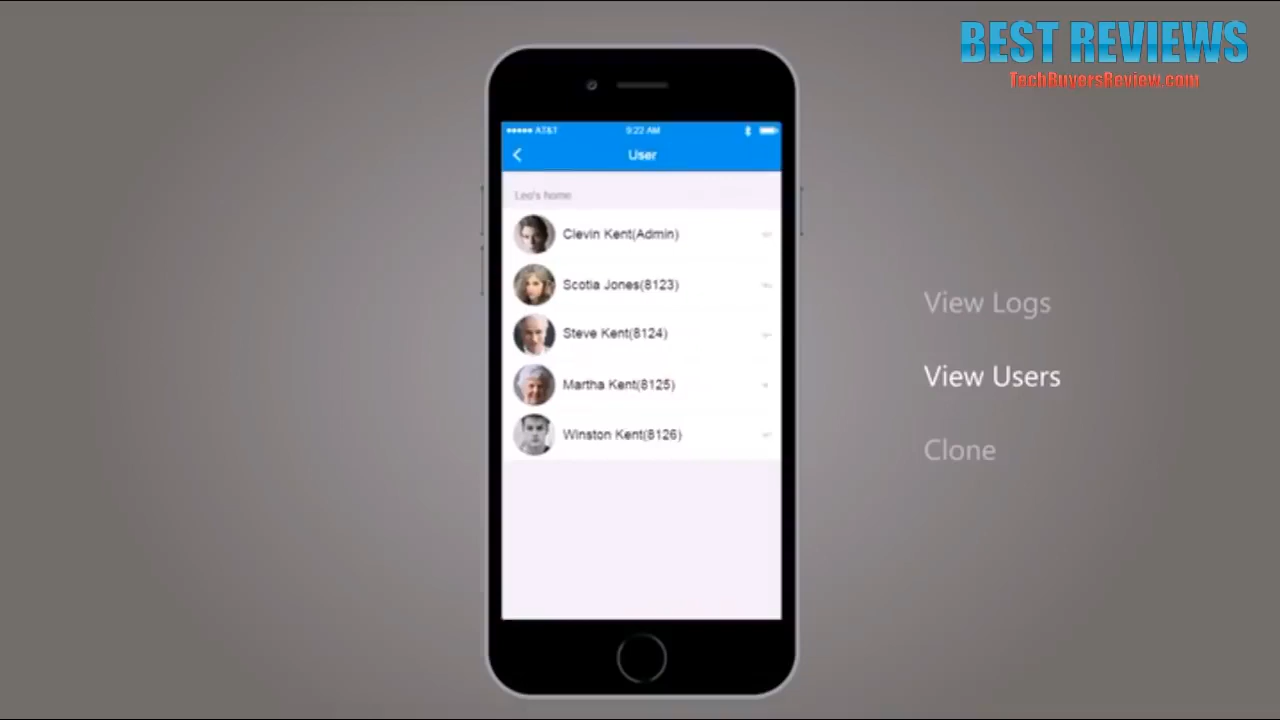 BEST REVIEWS
TechBuyersReview.com
AT&T 9:22 AM
User
Leo's home
Clevin Kent(Admin)
Scotia Jones(8123)
Steve Kent(8124)
Martha Kent(8125)
Winston Kent(8126)
View Logs
View Users
Clone